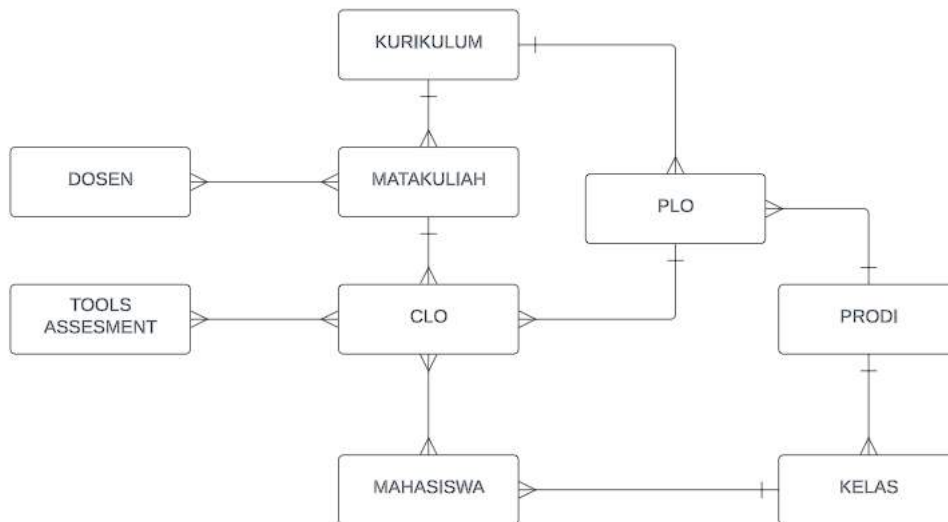 KURIKULUM
DOSEN
MATAKULIAH
PLO
TOOLS
ASSESMENT
CLO
PRODI
MAHASISWA
KELAS